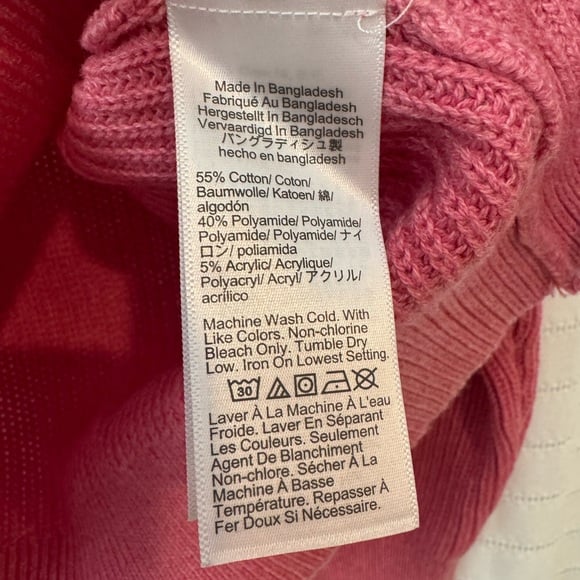 Made In Bangladesh
Fabriqué Au Bangladesh
Hergestellt In Bangladesch
Vervaardigd In Bangladesh
バングラディシュ製
hecho en bangladesh
55% Cotton/ Coton/
Baumwolle/ Katoen/ 綿/
algodón
40% Polyamide/ Polyamide/
Polyamide/ Polyamide/ ナイ
ロン/ poliamida
5% Acrylic/ Acrylique/
Polyacryl/ Acryl/ アクリル/
acrílico
Machine Wash Cold. With
Like Colors. Non-chlorine
Bleach Only. Tumble Dry
Low. Iron On Lowest Setting.
30
Laver À La Machine À L'eau
Froide. Laver En Séparant
Les Couleurs. Seulement
Agent De Blanchiment
Non-chlore. Sécher À La
Machine À Basse
Température. Repasser À
Fer Doux Si Nécessaire.